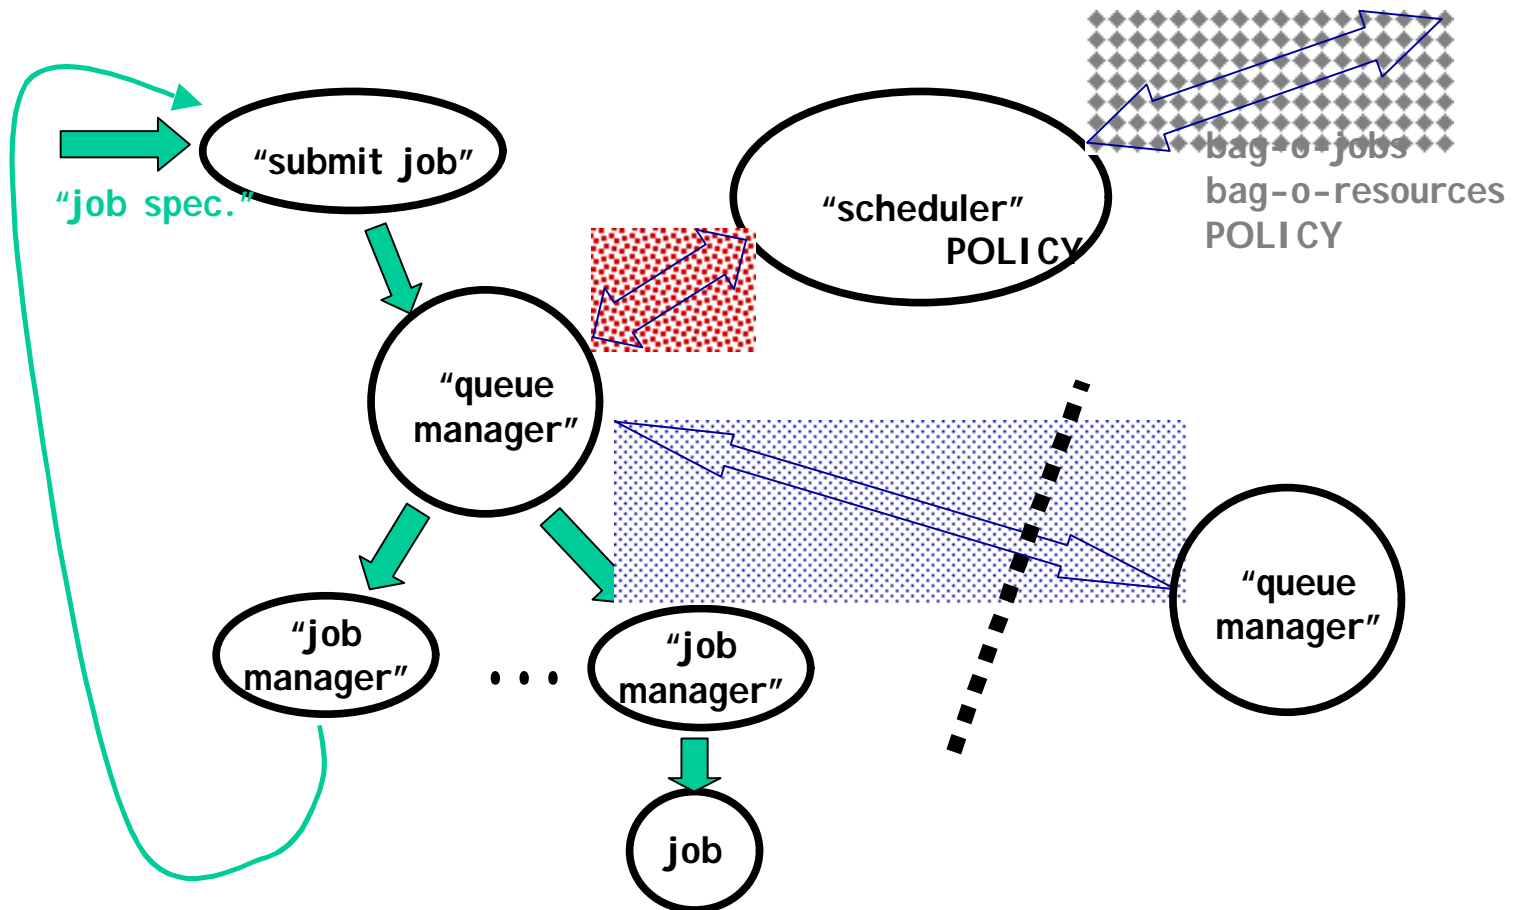 “submit job”
“job spec.”
“scheduler”
POLICY
bag-o-jobs
bag-o-resources
POLICY
“queue
manager”
“queue
manager”
“job
manager”
...
“job
manager”
job